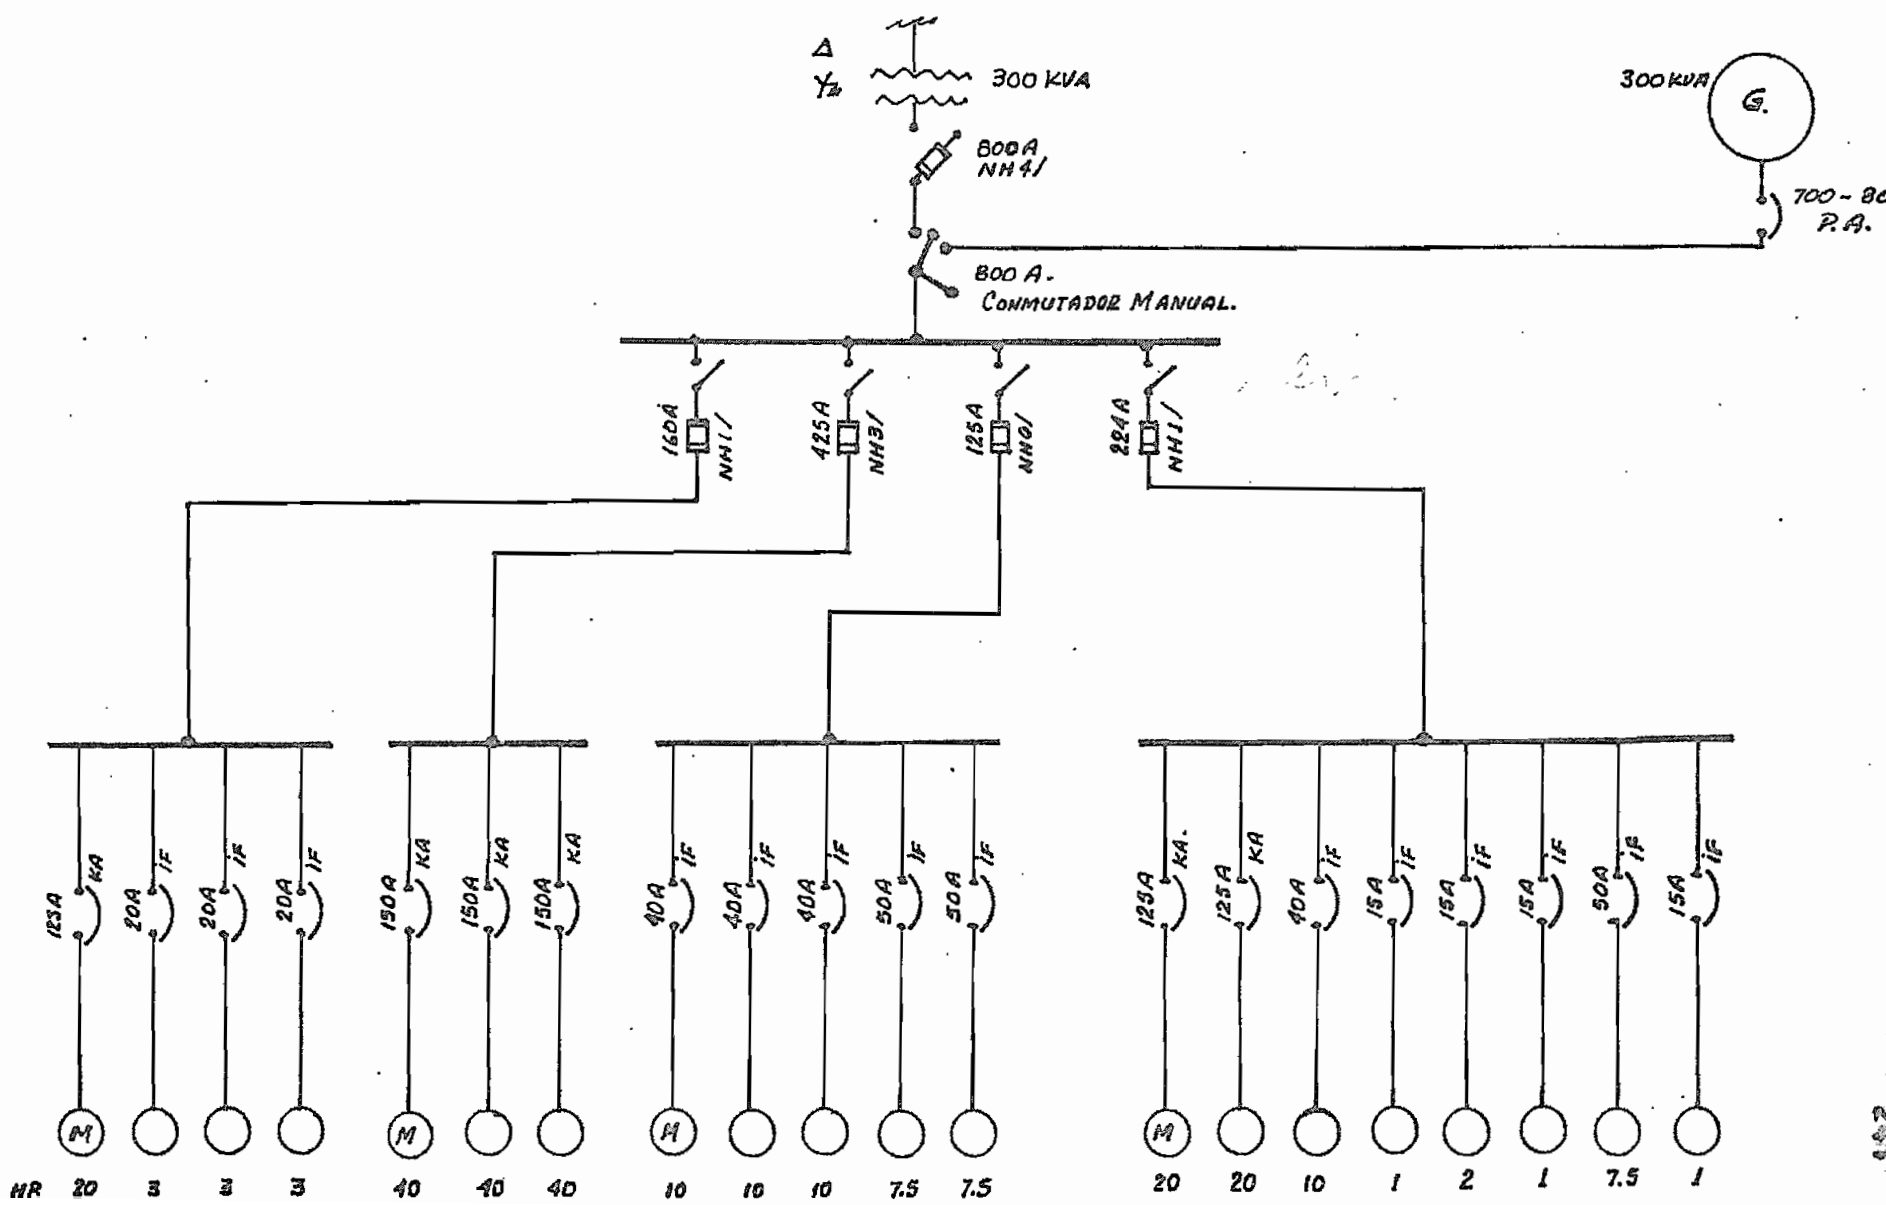 Δ
Y
300 KVA
300 KVA
G.
800 A
NH4/
700-80
P.A.
800 A.
CONMUTADOR MANUAL.
160A
NH1/
425A
NH3/
125A
NH0/
224A
NH1/
125A KA
20A iF
20A iF
20A iF
150A KA
150A KA
150A KA
40A iF
40A iF
40A iF
50A iF
50A iF
125A KA.
125A KA
40A iF
15A iF
15A iF
15A iF
50A iF
15A iF
M M M M
HP 20 3 3 3 40 40 40 10 10 10 7.5 7.5 20 20 10 1 2 1 7.5 1